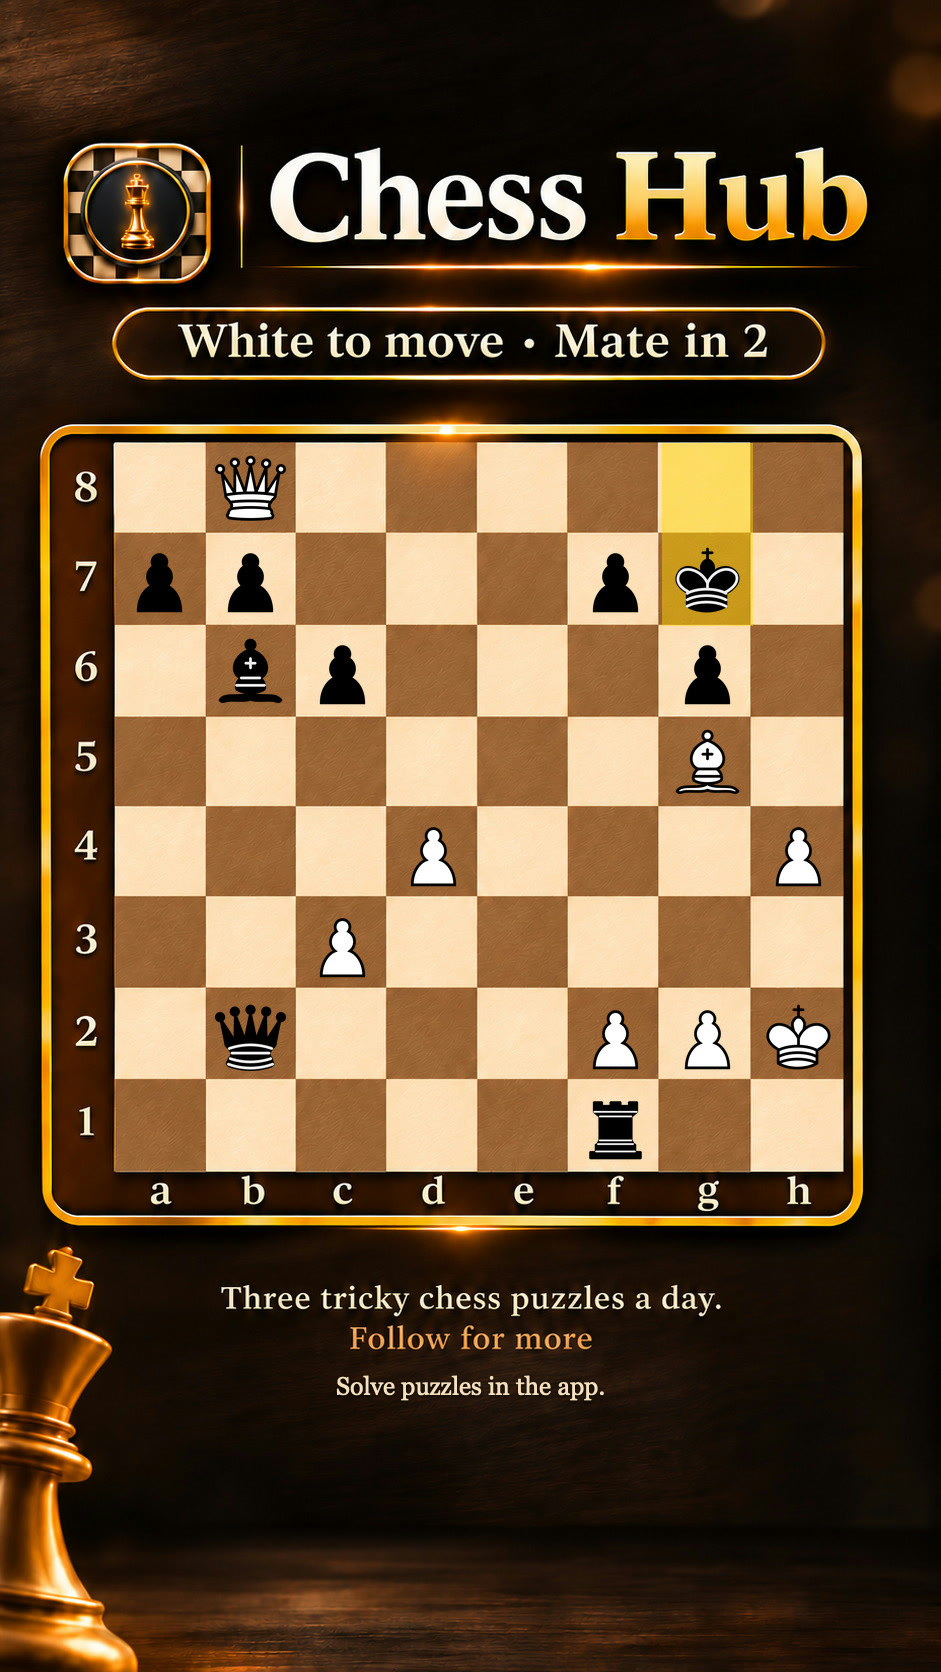 Chess Hub
White to move • Mate in 2
8
7
6
5
4
3
2
1
a b c d e f g h
Three tricky chess puzzles a day.
Follow for more
Solve puzzles in the app.